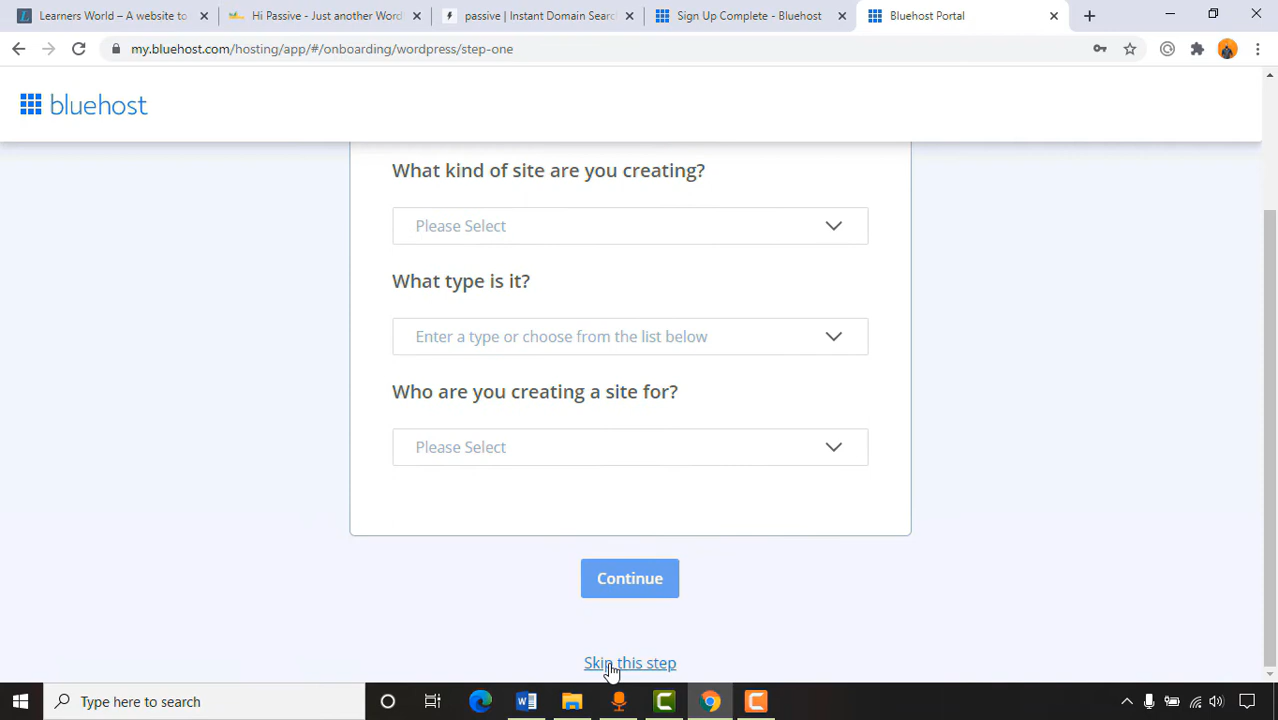 Learners World – A website to
Hi Passive - Just another Word
passive | Instant Domain Searc
Sign Up Complete - Bluehost
Bluehost Portal
my.bluehost.com/hosting/app/#/onboarding/wordpress/step-one
bluehost
What kind of site are you creating?
Please Select
What type is it?
Enter a type or choose from the list below
Who are you creating a site for?
Please Select
Continue
Skip this step
Type here to search